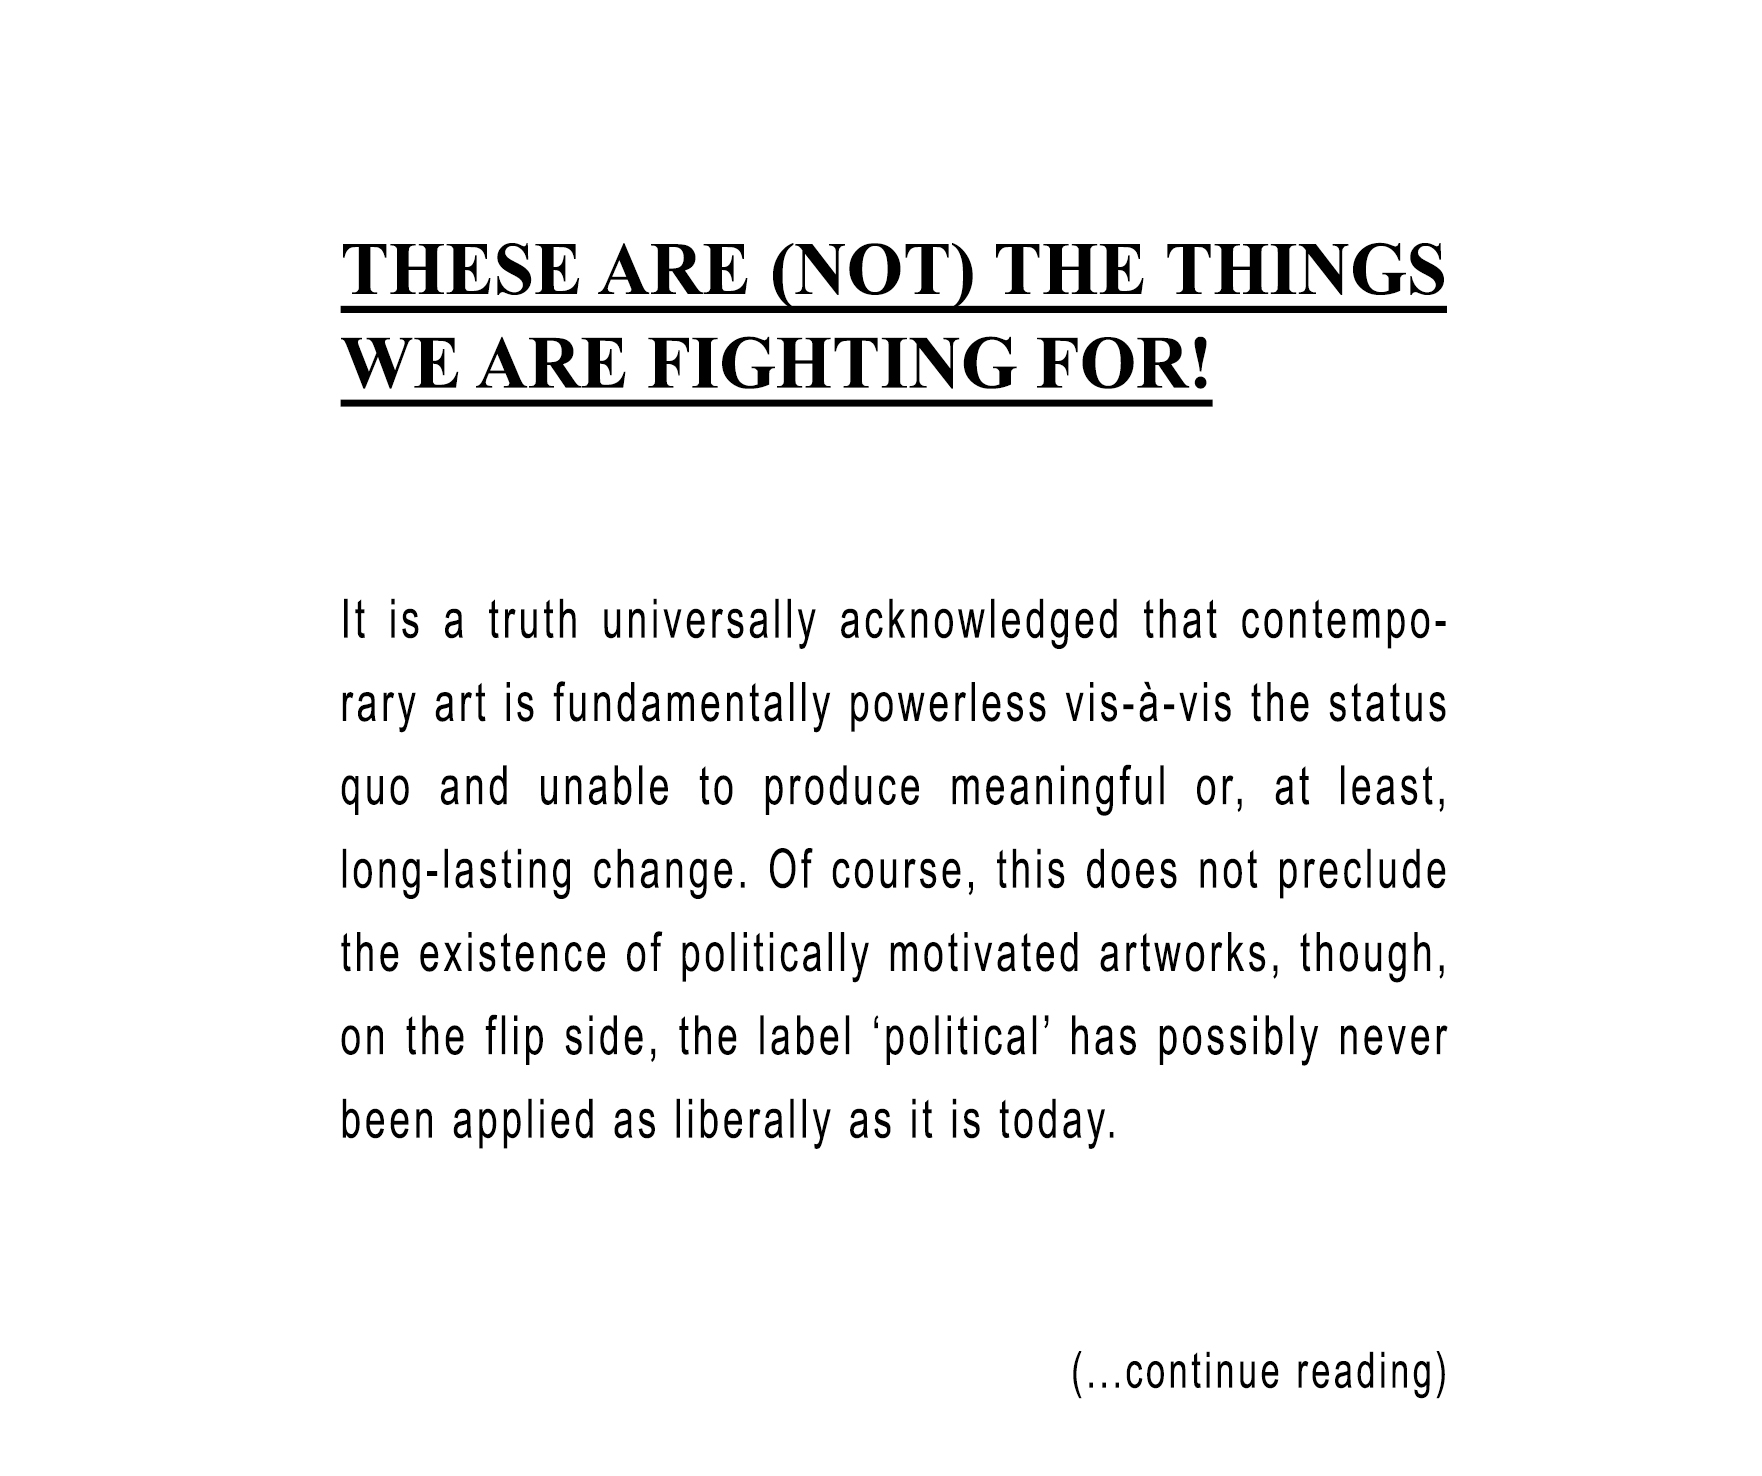 THESE ARE (NOT) THE THINGS
WE ARE FIGHTING FOR!
It is a truth universally acknowledged that contempo-
rary art is fundamentally powerless vis-à-vis the status
quo and unable to produce meaningful or, at least,
long-lasting change. Of course, this does not preclude
the existence of politically motivated artworks, though,
on the flip side, the label ‘political’ has possibly never
been applied as liberally as it is today.
(...continue reading)